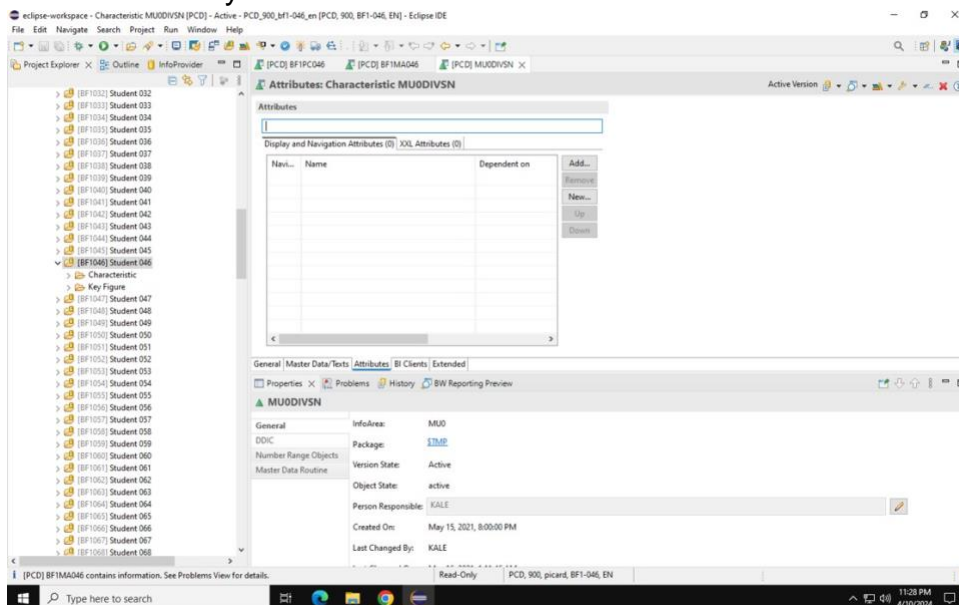 eclipse-workspace - Characteristic MU0DIVSN [PCD] - Active - PCD_900_bf1-046_en [PCD, 900, BF1-046, EN] - Eclipse IDE
File Edit Navigate Search Project Run Window Help
Project Explorer Outline InfoProvider
[PCD] BF1PC046 [PCD] BF1MA046 [PCD] MU0DIVSN
Attributes: Characteristic MU0DIVSN
Active Version
Attributes
Display and Navigation Attributes (0) XXL Attributes (0)
Navi... Name Dependent on
Add...
Remove
New...
Up
Down
[BF1032] Student 032
[BF1033] Student 033
[BF1034] Student 034
[BF1035] Student 035
[BF1036] Student 036
[BF1037] Student 037
[BF1038] Student 038
[BF1039] Student 039
[BF1040] Student 040
[BF1041] Student 041
[BF1042] Student 042
[BF1043] Student 043
[BF1044] Student 044
[BF1045] Student 045
[BF1046] Student 046
Characteristic
Key Figure
[BF1047] Student 047
[BF1048] Student 048
[BF1049] Student 049
[BF1050] Student 050
[BF1051] Student 051
[BF1052] Student 052
[BF1053] Student 053
[BF1054] Student 054
[BF1055] Student 055
[BF1056] Student 056
[BF1057] Student 057
[BF1058] Student 058
[BF1059] Student 059
[BF1060] Student 060
[BF1061] Student 061
[BF1062] Student 062
[BF1063] Student 063
[BF1064] Student 064
[BF1065] Student 065
[BF1066] Student 066
[BF1067] Student 067
[BF1068] Student 068
General Master Data/Texts Attributes BI Clients Extended
Properties Problems History BW Reporting Preview
MU0DIVSN
General
DDIC
Number Range Objects
Master Data Routine
InfoArea: MU0
Package: $TMP
Version State: Active
Object State: active
Person Responsible: KALE
Created On: May 15, 2021, 8:00:00 PM
Last Changed By: KALE
[PCD] BF1MA046 contains information. See Problems View for details.
Read-Only
PCD, 900, picard, BF1-046, EN
Type here to search
11:28 PM
4/10/2024